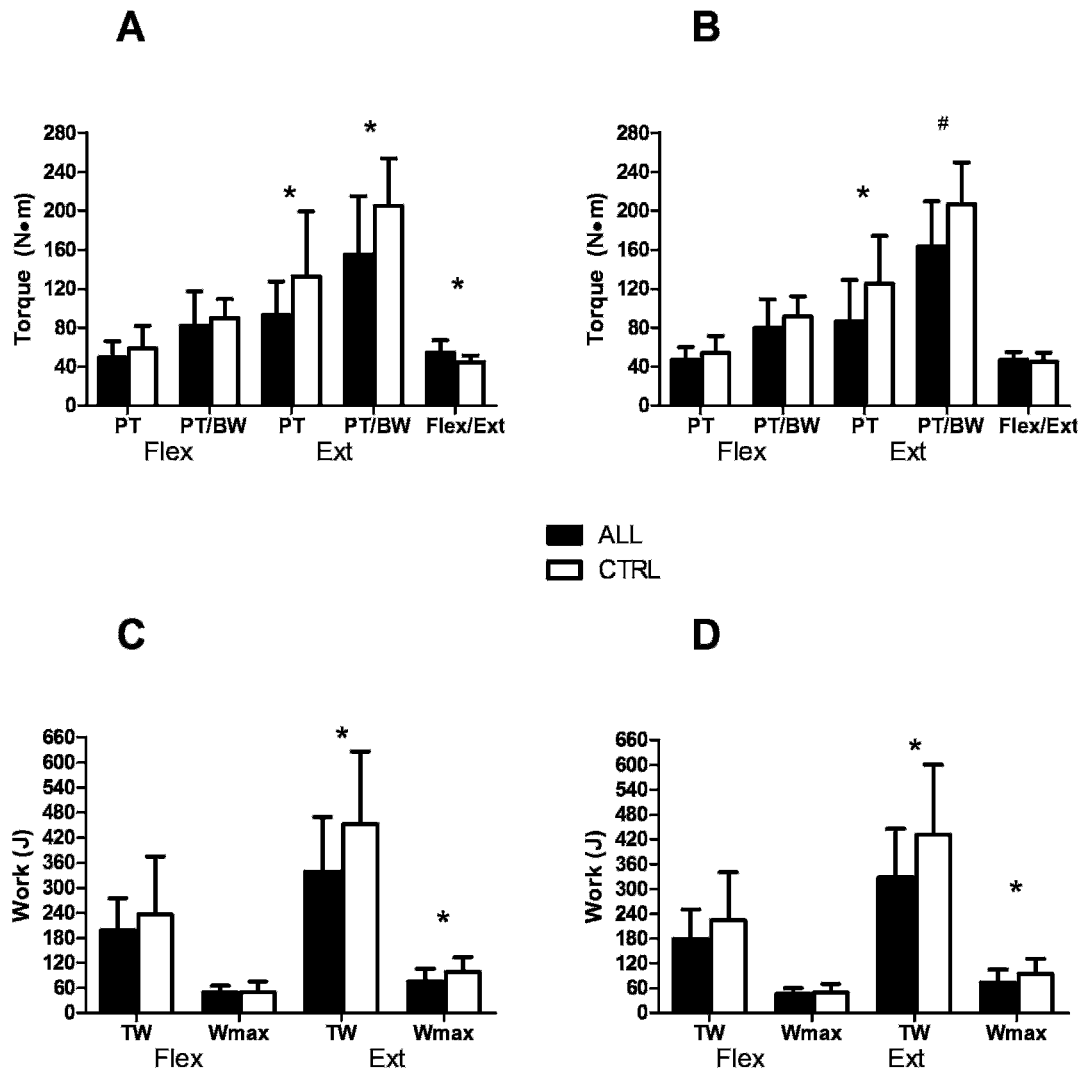 A
*
*
*
280
240
200
160
120
80
40
0
Torque (N•m)
PT PT/BW PT PT/BW Flex/Ext
Flex Ext
B
#
*
280
240
200
160
120
80
40
0
Torque (N•m)
PT PT/BW PT PT/BW Flex/Ext
Flex Ext
ALL
CTRL
C
*
*
660
600
540
480
420
360
300
240
180
120
60
0
Work (J)
TW Wmax TW Wmax
Flex Ext
D
*
*
660
600
540
480
420
360
300
240
180
120
60
0
Work (J)
TW Wmax TW Wmax
Flex Ext